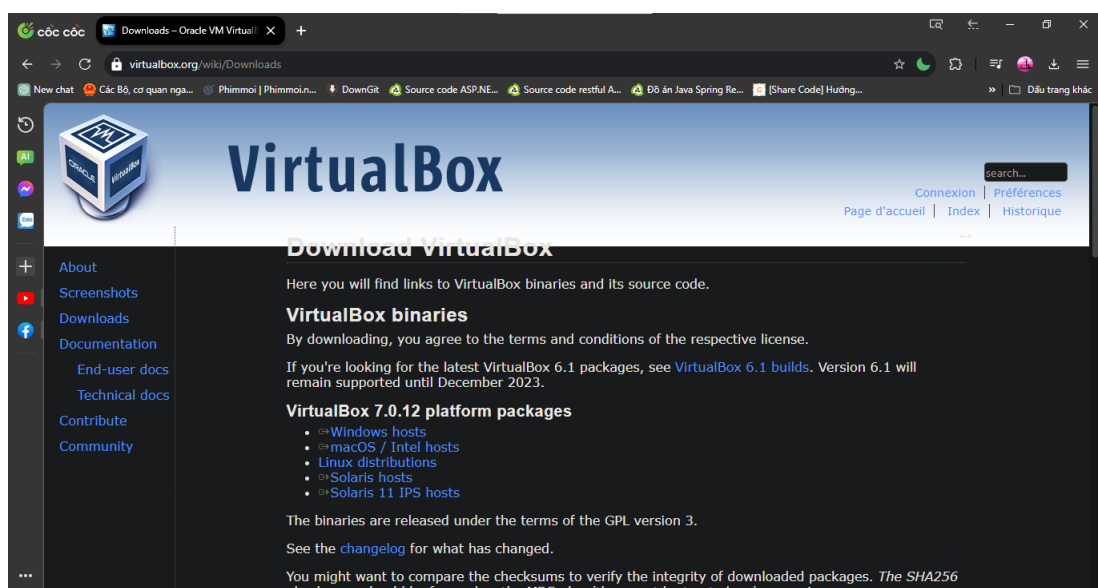 cốc cốc
Downloads – Oracle VM VirtualB
virtualbox.org/wiki/Downloads
New chat
Các Bộ, cơ quan nga...
Phimmoi | Phimmoi.n...
DownGit
Source code ASP.NE...
Source code restful A...
Đồ án Java Spring Re...
[Share Code] Hướng...
»
Dấu trang khác
AI
Zalo
ORACLE
VirtualBox
VirtualBox
search...
Connexion | Préférences
Page d'accueil | Index | Historique
About
Screenshots
Downloads
Documentation
End-user docs
Technical docs
Contribute
Community
Download VirtualBox
Here you will find links to VirtualBox binaries and its source code.
VirtualBox binaries
By downloading, you agree to the terms and conditions of the respective license.
If you're looking for the latest VirtualBox 6.1 packages, see VirtualBox 6.1 builds. Version 6.1 will
remain supported until December 2023.
VirtualBox 7.0.12 platform packages
• Windows hosts
• macOS / Intel hosts
• Linux distributions
• Solaris hosts
• Solaris 11 IPS hosts
The binaries are released under the terms of the GPL version 3.
See the changelog for what has changed.
You might want to compare the checksums to verify the integrity of downloaded packages. The SHA256